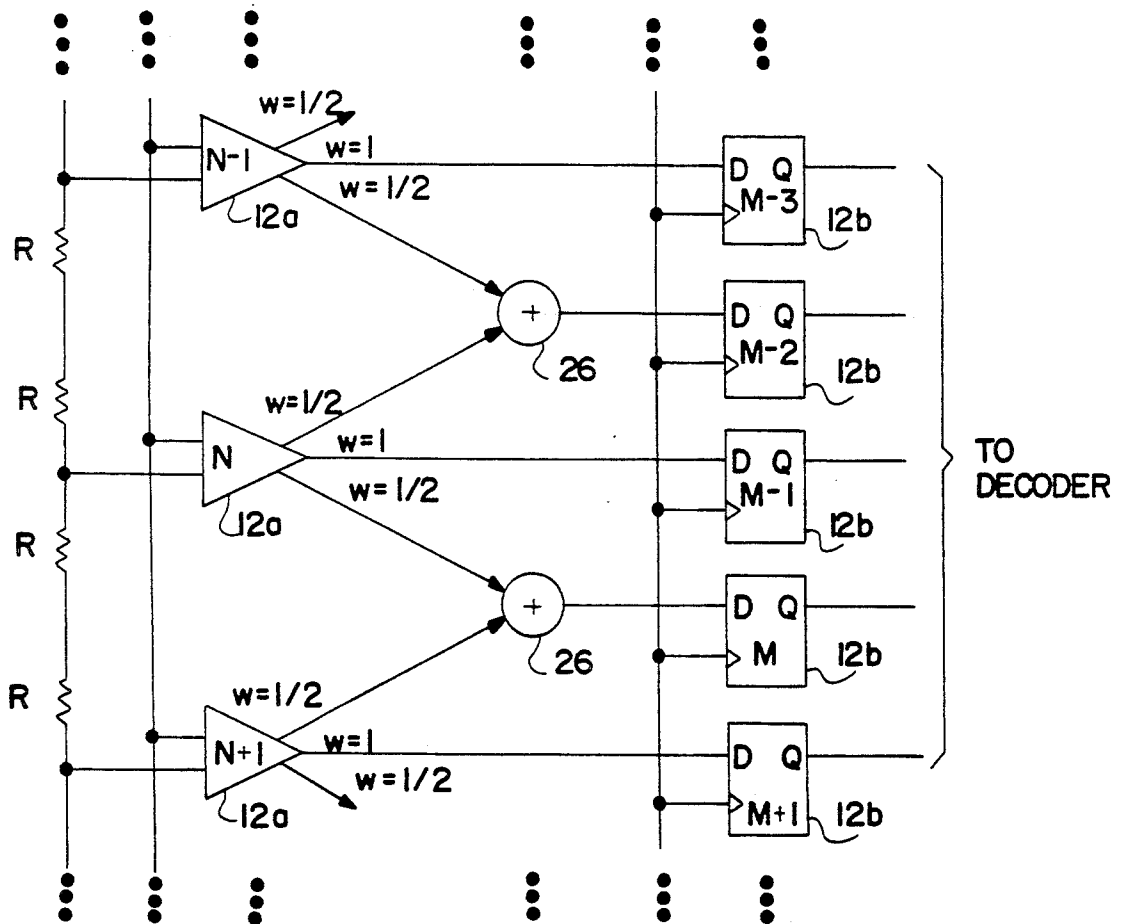 w=1/2
N-1
w=1
w=1/2
12a
D Q
M-3
12b
R
+
26
D Q
M-2
12b
R
w=1/2
N
w=1
w=1/2
12a
D Q
M-1
12b
TO
DECODER
R
+
26
D Q
M
12b
R
w=1/2
N+1
w=1
w=1/2
12a
D Q
M+1
12b